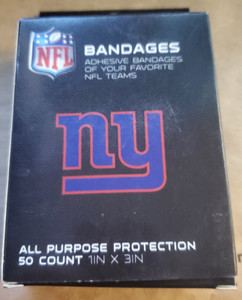 NFL
BANDAGES
ADHESIVE BANDAGES
OF YOUR FAVORITE
NFL TEAMS
ny
ALL PURPOSE PROTECTION
50 COUNT 1IN X 3IN